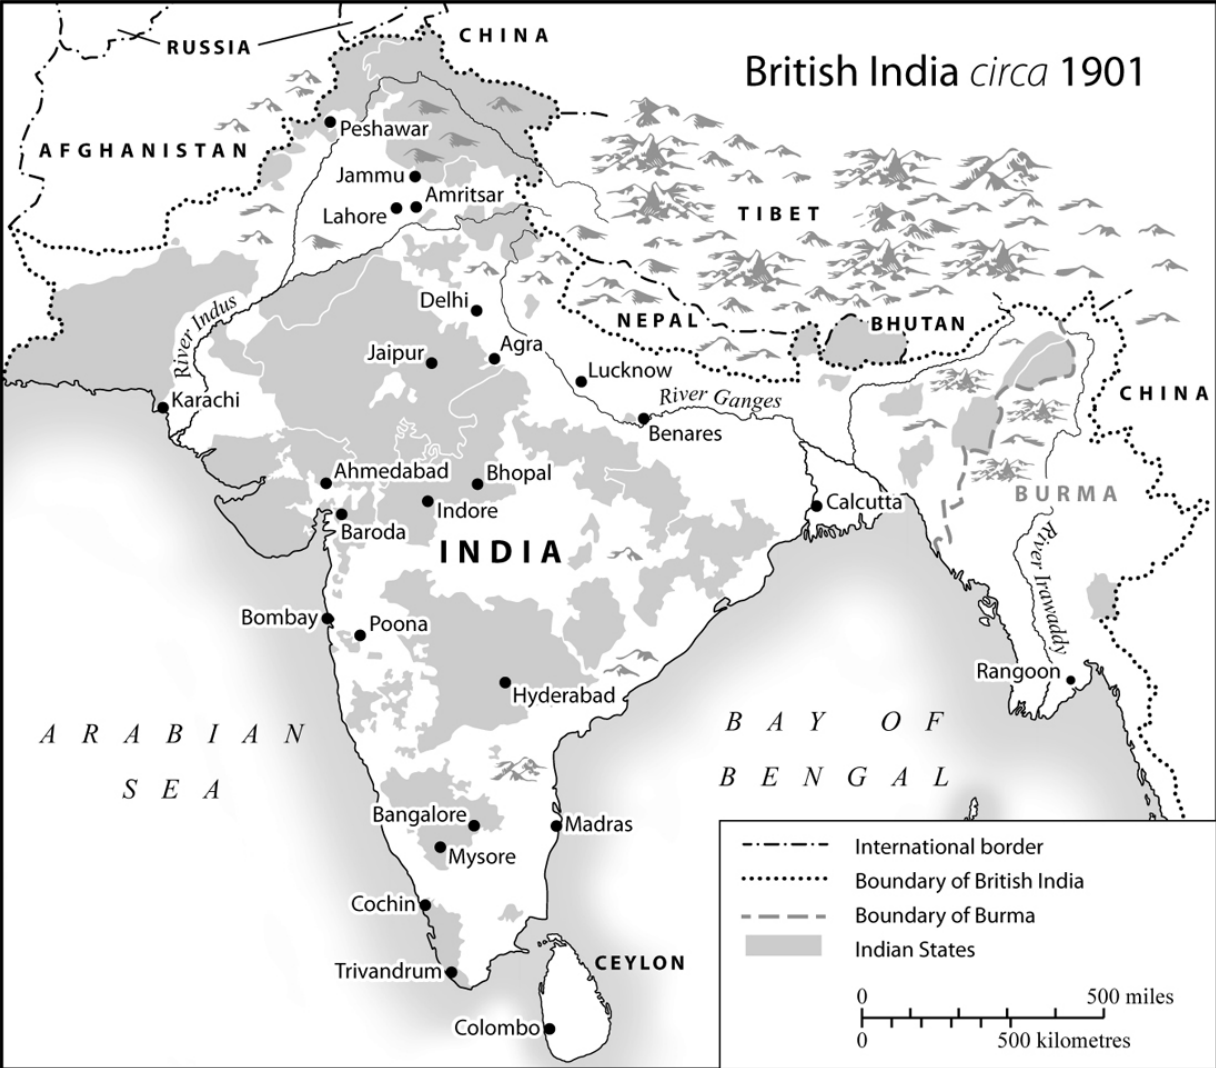 RUSSIA
CHINA
British India circa 1901
AFGHANISTAN
Peshawar
Jammu
Amritsar
Lahore
TIBET
River Indus
Delhi
NEPAL
BHUTAN
Agra
Jaipur
Lucknow
River Ganges
CHINA
Karachi
Benares
Ahmedabad
Bhopal
BURMA
Indore
Calcutta
Baroda
INDIA
River Irawaddy
Bombay
Poona
Rangoon
Hyderabad
ARABIAN
SEA
BAY OF
BENGAL
Bangalore
Madras
Mysore
Cochin
Trivandrum
CEYLON
Colombo
International border
Boundary of British India
Boundary of Burma
Indian States
0 500 miles
0 500 kilometres